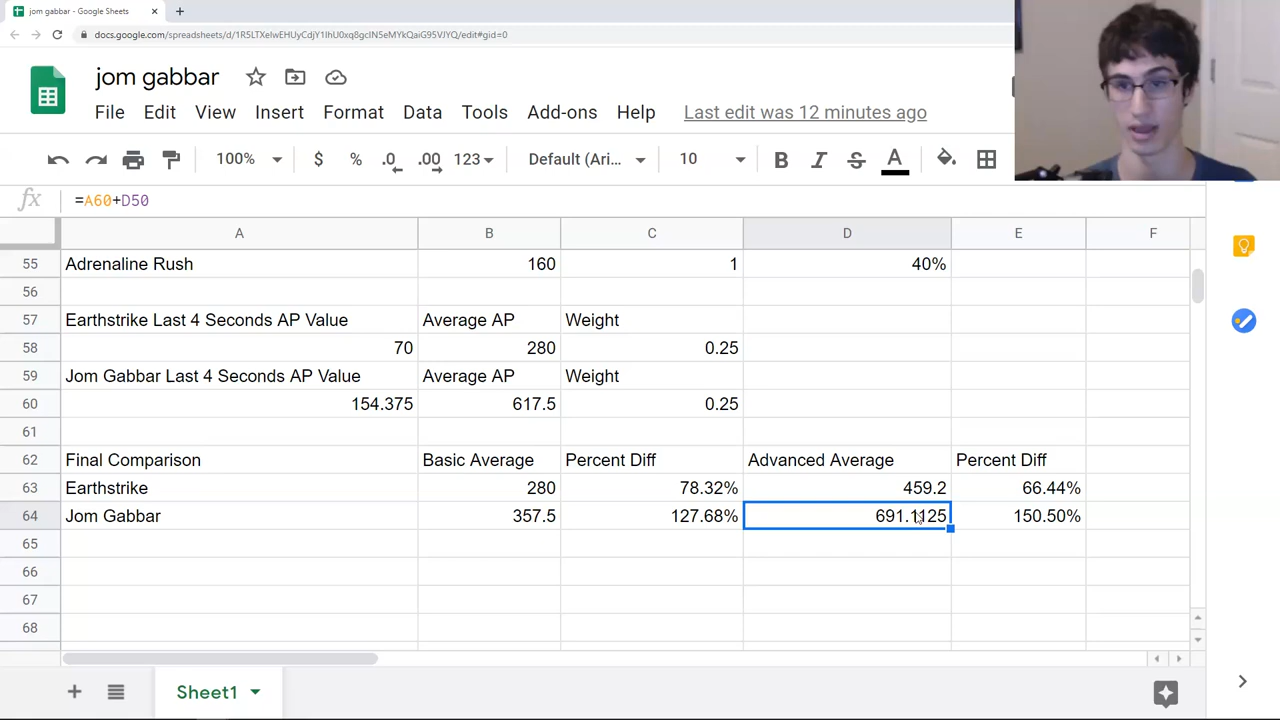 jom gabbar - Google Sheets
docs.google.com/spreadsheets/d/1R5LTXelwEHUyCdjY1IhU0xq8gcIN5eMYkQaiG95VJYQ/edit#gid=0
jom gabbar
File Edit View Insert Format Data Tools Add-ons Help Last edit was 12 minutes ago
100% $ % .0 .00 123 Default (Ari... 10 B I S A
fx =A60+D50
A B C D E F
55 Adrenaline Rush 160 1 40%
56
57 Earthstrike Last 4 Seconds AP Value Average AP Weight
58 70 280 0.25
59 Jom Gabbar Last 4 Seconds AP Value Average AP Weight
60 154.375 617.5 0.25
61
62 Final Comparison Basic Average Percent Diff Advanced Average Percent Diff
63 Earthstrike 280 78.32% 459.2 66.44%
64 Jom Gabbar 357.5 127.68% 691.1125 150.50%
65
66
67
68
Sheet1